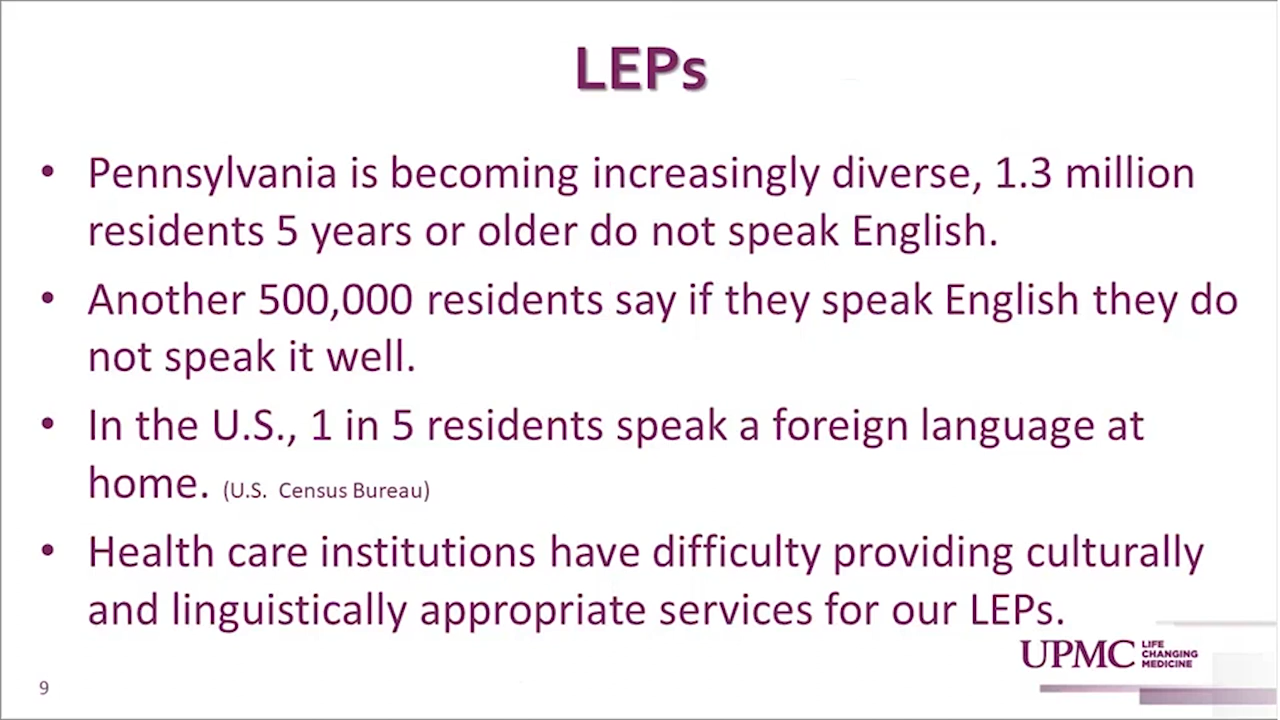 LEPs
• Pennsylvania is becoming increasingly diverse, 1.3 million
residents 5 years or older do not speak English.
• Another 500,000 residents say if they speak English they do
not speak it well.
• In the U.S., 1 in 5 residents speak a foreign language at
home. (U.S. Census Bureau)
• Health care institutions have difficulty providing culturally
and linguistically appropriate services for our LEPs.
UPMC LIFE
CHANGING
MEDICINE
9